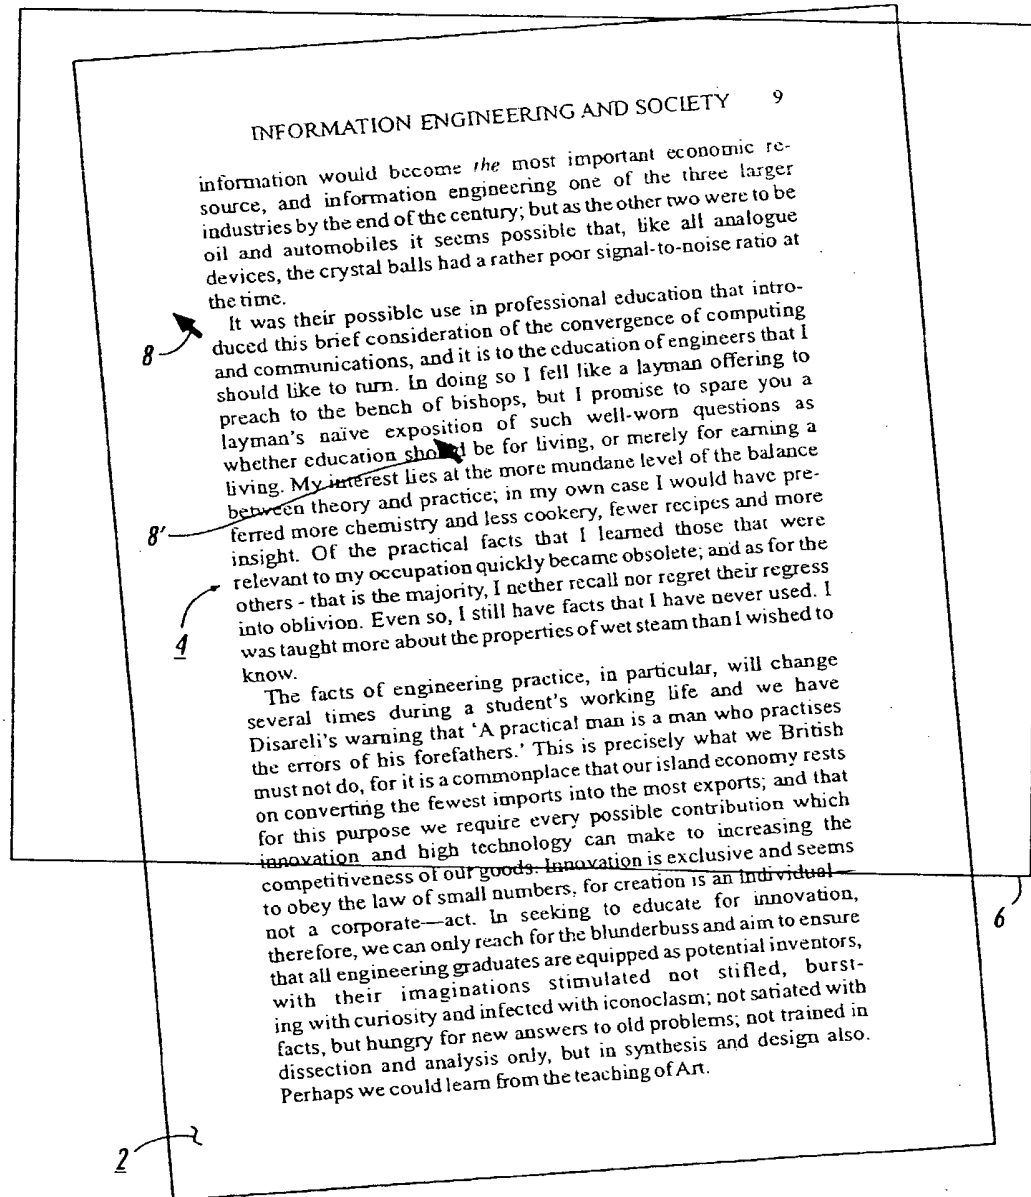 INFORMATION ENGINEERING AND SOCIETY 9
information would become the most important economic re-
source, and information engineering one of the three larger
industries by the end of the century; but as the other two were to be
oil and automobiles it seems possible that, like all analogue
devices, the crystal balls had a rather poor signal-to-noise ratio at
the time.
It was their possible use in professional education that intro-
duced this brief consideration of the convergence of computing
and communications, and it is to the education of engineers that I
should like to turn. In doing so I fell like a layman offering to
preach to the bench of bishops, but I promise to spare you a
layman's naïve exposition of such well-worn questions as
whether education should be for living, or merely for earning a
living. My interest lies at the more mundane level of the balance
between theory and practice; in my own case I would have pre-
ferred more chemistry and less cookery, fewer recipes and more
insight. Of the practical facts that I learned those that were
relevant to my occupation quickly became obsolete; and as for the
others - that is the majority, I nether recall nor regret their regress
into oblivion. Even so, I still have facts that I have never used. I
was taught more about the properties of wet steam than I wished to
know.
The facts of engineering practice, in particular, will change
several times during a student's working life and we have
Disareli's warning that ‘A practical man is a man who practises
the errors of his forefathers.’ This is precisely what we British
must not do, for it is a commonplace that our island economy rests
on converting the fewest imports into the most exports; and that
for this purpose we require every possible contribution which
innovation and high technology can make to increasing the
competitiveness of our goods. Innovation is exclusive and seems
to obey the law of small numbers, for creation is an individual—
not a corporate—act. In seeking to educate for innovation,
therefore, we can only reach for the blunderbuss and aim to ensure
that all engineering graduates are equipped as potential inventors,
with their imaginations stimulated not stifled, burst-
ing with curiosity and infected with iconoclasm; not satiated with
facts, but hungry for new answers to old problems; not trained in
dissection and analysis only, but in synthesis and design also.
Perhaps we could learn from the teaching of Art.
8
8'
4
6
2